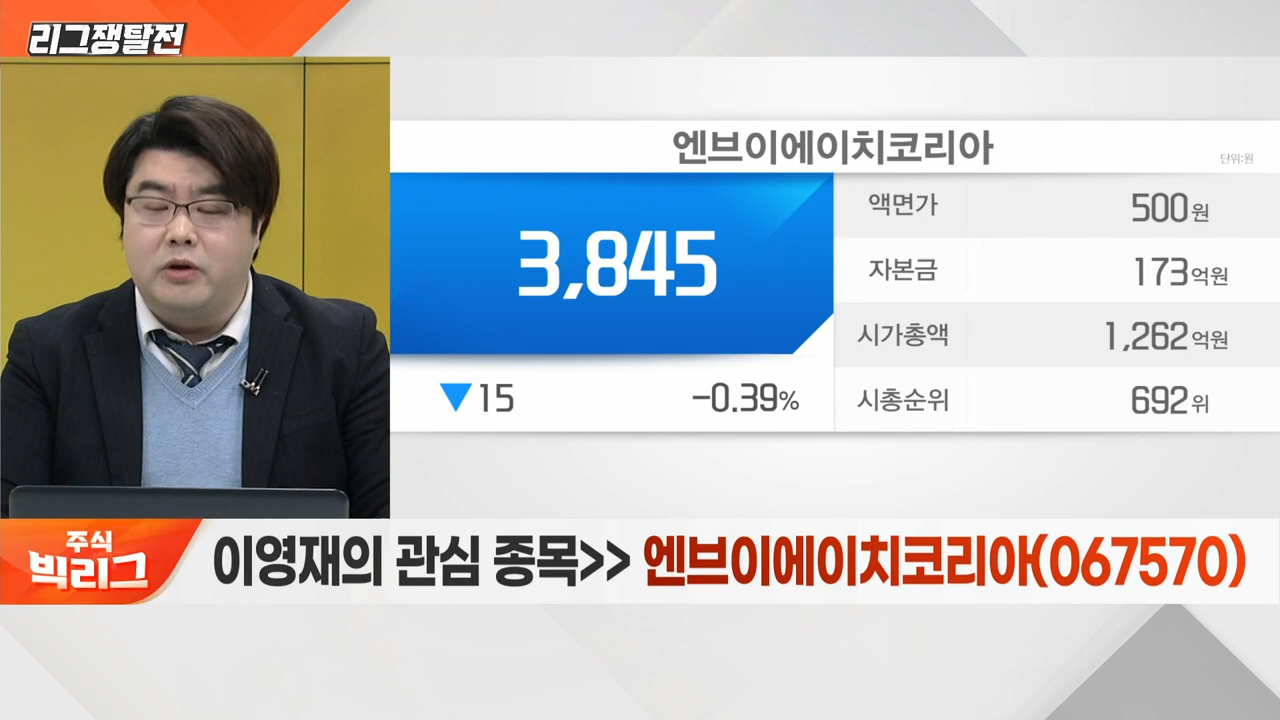 리그쟁탈전
엔브이에이치코리아
단위:원
3,845
▼15 -0.39%
액면가 500원
자본금 173억원
시가총액 1,262억원
시총순위 692위
주식
빅리그
이영재의 관심 종목>> 엔브이에이치코리아(067570)